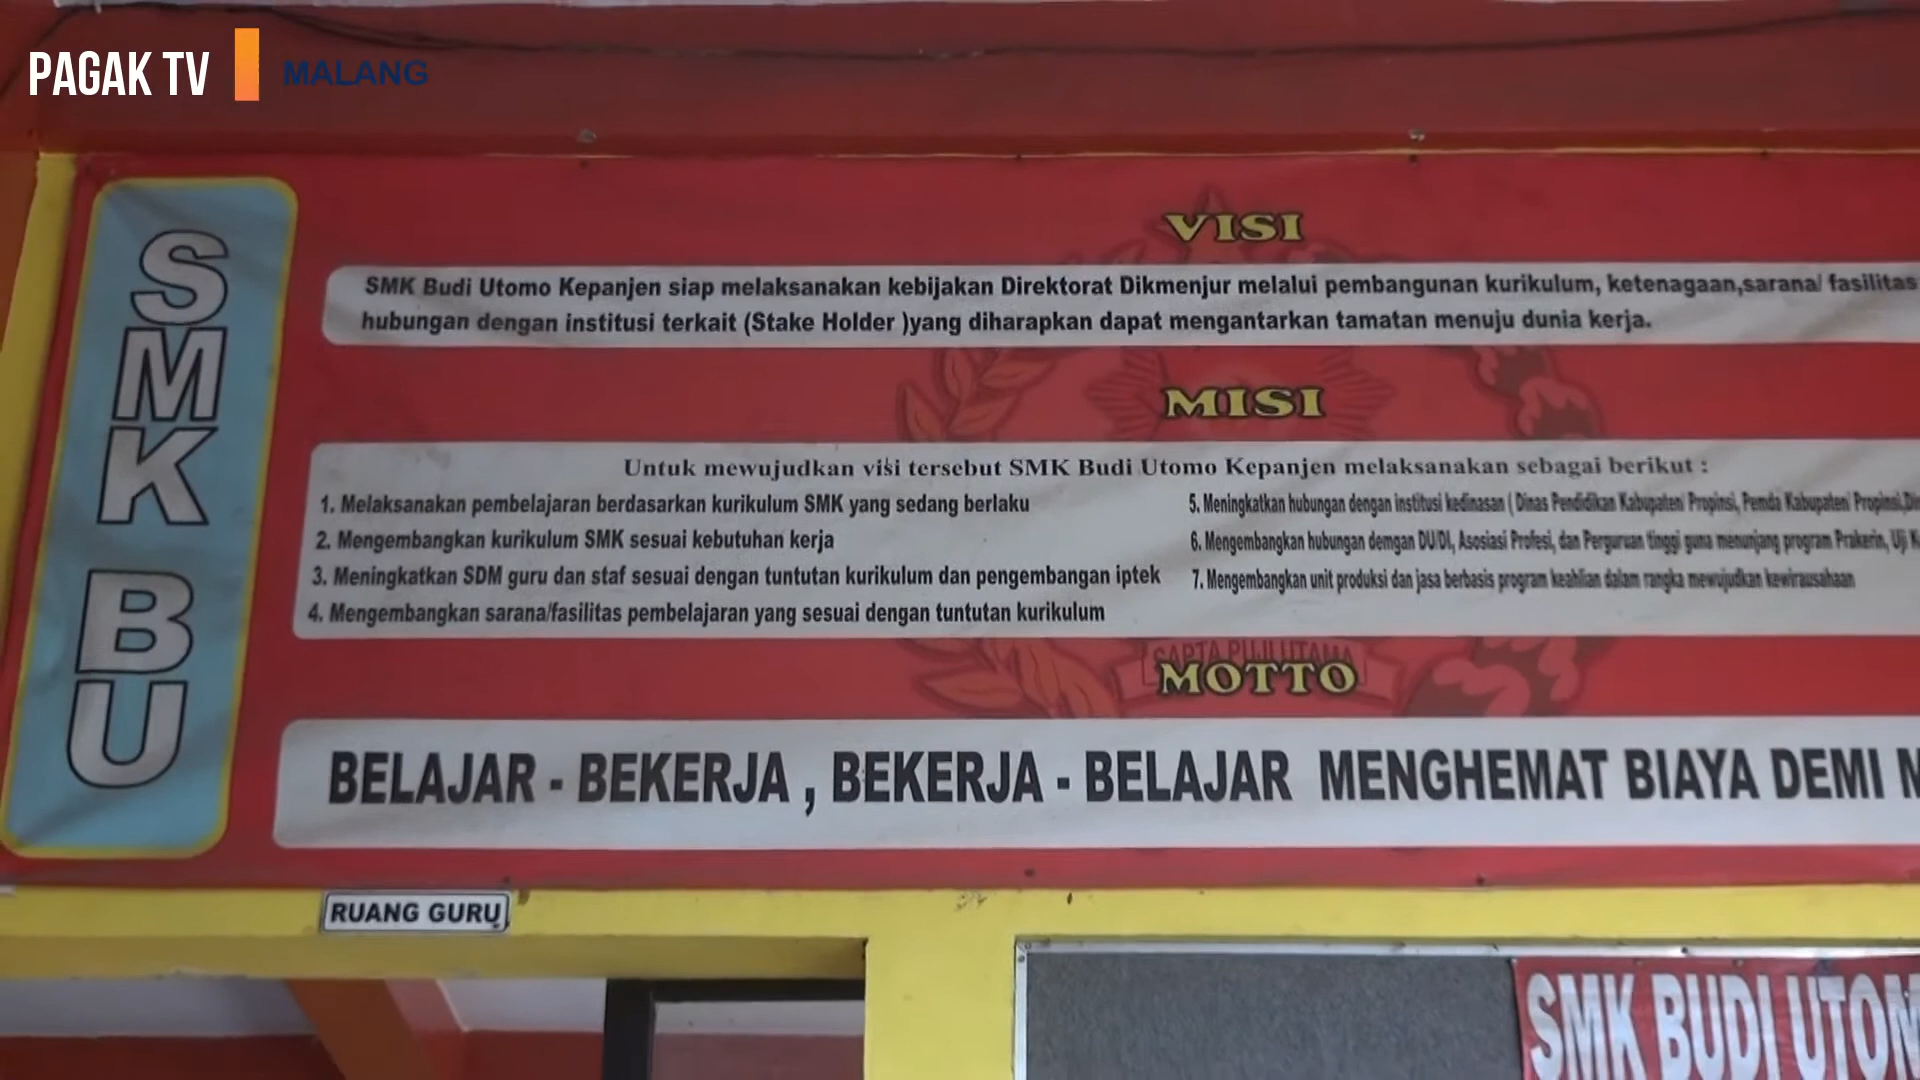 PAGAK TV
MALANG
SMK BU
VISI
SMK Budi Utomo Kepanjen siap melaksanakan kebijakan Direktorat Dikmenjur melalui pembangunan kurikulum, ketenagaan,sarana/ fasilitas
hubungan dengan institusi terkait (Stake Holder )yang diharapkan dapat mengantarkan tamatan menuju dunia kerja.
MISI
Untuk mewujudkan visi tersebut SMK Budi Utomo Kepanjen melaksanakan sebagai berikut :
1. Melaksanakan pembelajaran berdasarkan kurikulum SMK yang sedang berlaku
2. Mengembangkan kurikulum SMK sesuai kebutuhan kerja
3. Meningkatkan SDM guru dan staf sesuai dengan tuntutan kurikulum dan pengembangan iptek
4. Mengembangkan sarana/fasilitas pembelajaran yang sesuai dengan tuntutan kurikulum
5. Meningkatkan hubungan dengan institusi kedinasan ( Dinas Pendidikan Kabupaten/ Propinsi, Pemda Kabupaten/ Propinsi,
6. Mengembangkan hubungan demgan DU/DI, Asosiasi Profesi, dan Perguruan tinggi guna menunjang program Prakerin, Uji
7. Mengembangkan unit produksi dan jasa berbasis program keahlian dalam rangka mewujudkan kewirausahaan
SAPTA PUJI UTAMA
MOTTO
BELAJAR - BEKERJA , BEKERJA - BELAJAR MENGHEMAT BIAYA DEMI
RUANG GURU
SMK BUDI UTOM